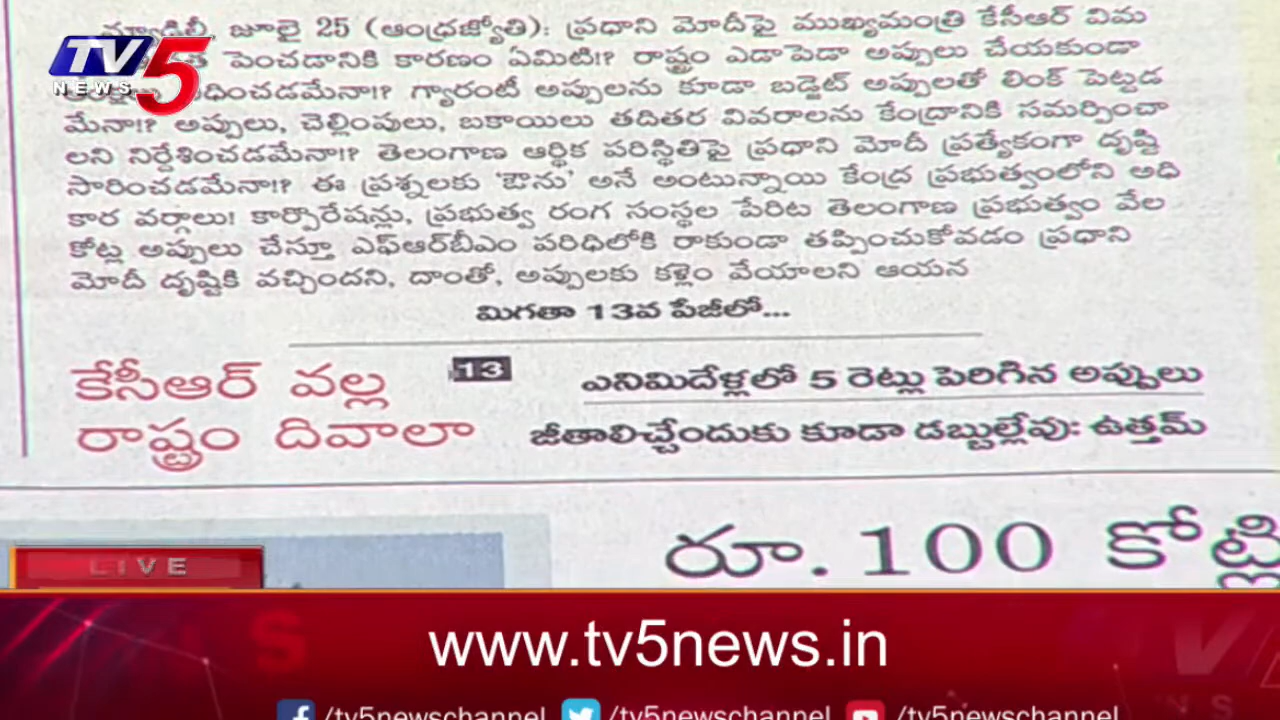 న్యూఢిల్లీ, జూలై 25 (ఆంధ్రజ్యోతి): ప్రధాని మోదీపై ముఖ్యమంత్రి కేసీఆర్ విమ
పెంచడానికి కారణం ఏమిటి!? రాష్ట్రం ఎడాపెడా అప్పులు చేయకుండా
ధించడమేనా!? గ్యారంటీ అప్పులను కూడా బడ్జెట్ అప్పులతో లింక్ పెట్టడ
మేనా!? అప్పులు, చెల్లింపులు, బకాయిలు తదితర వివరాలను కేంద్రానికి సమర్పించా
లని నిర్దేశించడమేనా!? తెలంగాణ ఆర్థిక పరిస్థితిపై ప్రధాని మోదీ ప్రత్యేకంగా దృష్టి
సారించడమేనా!? ఈ ప్రశ్నలకు 'ఔను' అనే అంటున్నాయి కేంద్ర ప్రభుత్వంలోని అధి
కార వర్గాలు! కార్పొరేషన్లు, ప్రభుత్వ రంగ సంస్థల పేరిట తెలంగాణ ప్రభుత్వం వేల
కోట్ల అప్పులు చేస్తూ ఎఫ్ఆర్‌బీఎం పరిధిలోకి రాకుండా తప్పించుకోవడం ప్రధాని
మోదీ దృష్టికి వచ్చిందని, దాంతో, అప్పులకు కళ్లెం వేయాలని ఆయన
మిగతా 13వ పేజీలో...
కేసీఆర్ వల్ల
రాష్ట్రం దివాలా
13
ఎనిమిదేళ్లలో 5 రెట్లు పెరిగిన అప్పులు
జీతాలిచ్చేందుకు కూడా డబ్బుల్లేవు: ఉత్తమ్
రూ. 100 కోట్ల
TV5
NEWS
LIVE
www.tv5news.in
/tv5newschannel /tv5newschannel /tv5newschannel